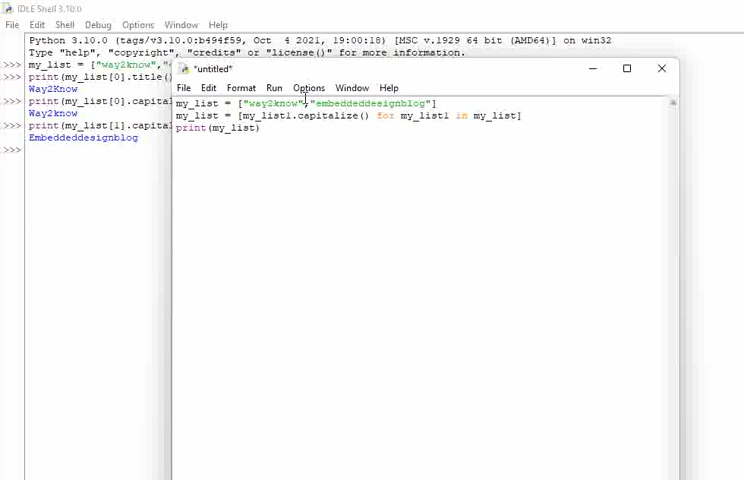 IDLE Shell 3.10.0
File Edit Shell Debug Options Window Help
Python 3.10.0 (tags/v3.10.0:b494f59, Oct  4 2021, 19:00:18) [MSC v.1929 64 bit (AMD64)] on win32
Type "help", "copyright", "credits" or "license()" for more information.
>>> my_list = ["way2know","
>>> print(my_list[0].title()
Way2Know
>>> print(my_list[0].capital
Way2know
>>> print(my_list[1].capital
Embeddeddesignblog
>>>
*untitled*
File Edit Format Run Options Window Help
my_list = ["way2know","embeddeddesignblog"]
my_list = [my_list1.capitalize() for my_list1 in my_list]
print(my_list)